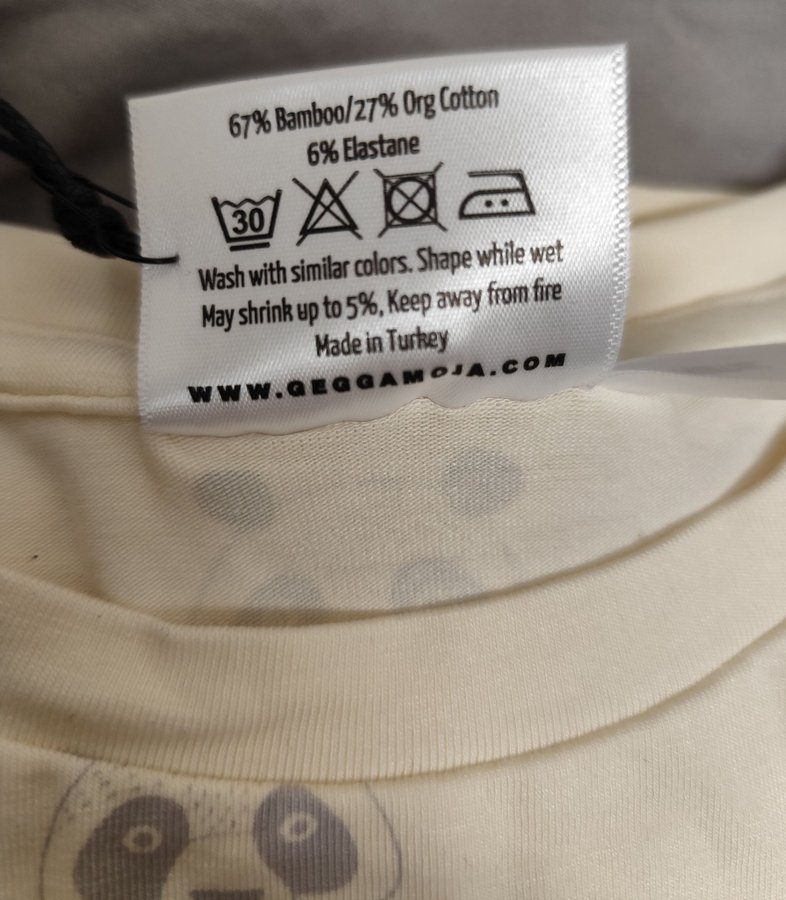 67% Bamboo/27% Org Cotton
6% Elastane
30
Wash with similar colors. Shape while wet
May shrink up to 5%, Keep away from fire
Made in Turkey
WWW.GEGGAMOJA.COM